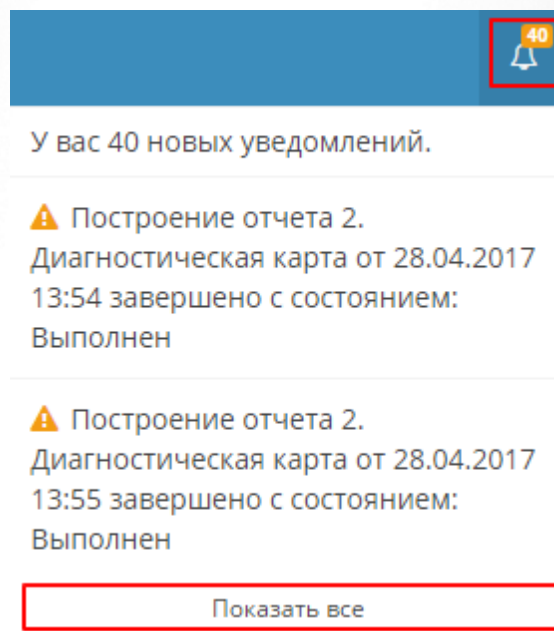 40
У вас 40 новых уведомлений.
Построение отчета 2.
Диагностическая карта от 28.04.2017
13:54 завершено с состоянием:
Выполнен
Построение отчета 2.
Диагностическая карта от 28.04.2017
13:55 завершено с состоянием:
Выполнен
Показать все